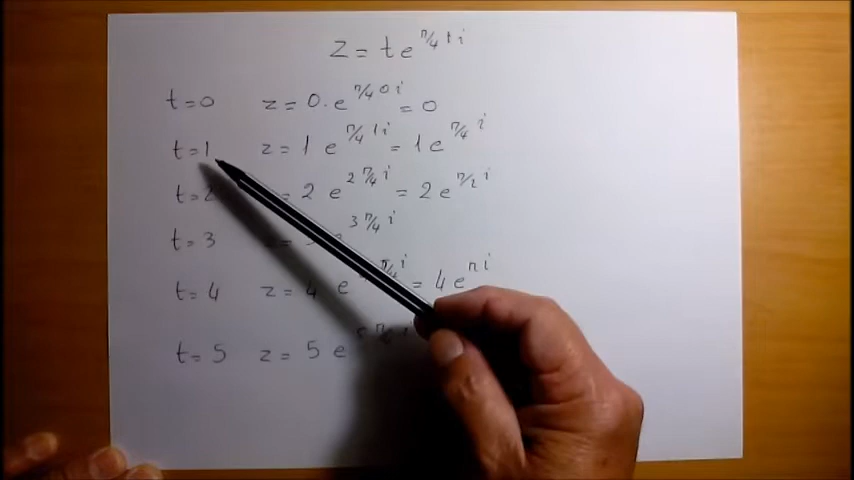 z = t e^{π/4 t i}
t=0 z = 0. e^{π/4 0 i} = 0
t=1 z = 1 e^{π/4 1 i} = 1 e^{π/4 i}
t=2 = 2 e^{2 π/4 i} = 2 e^{π/2 i}
t=3 e^{3 π/4 i}
t=4 z = 4 e^{π/4 i} = 4 e^{π i}
t=5 z = 5 e